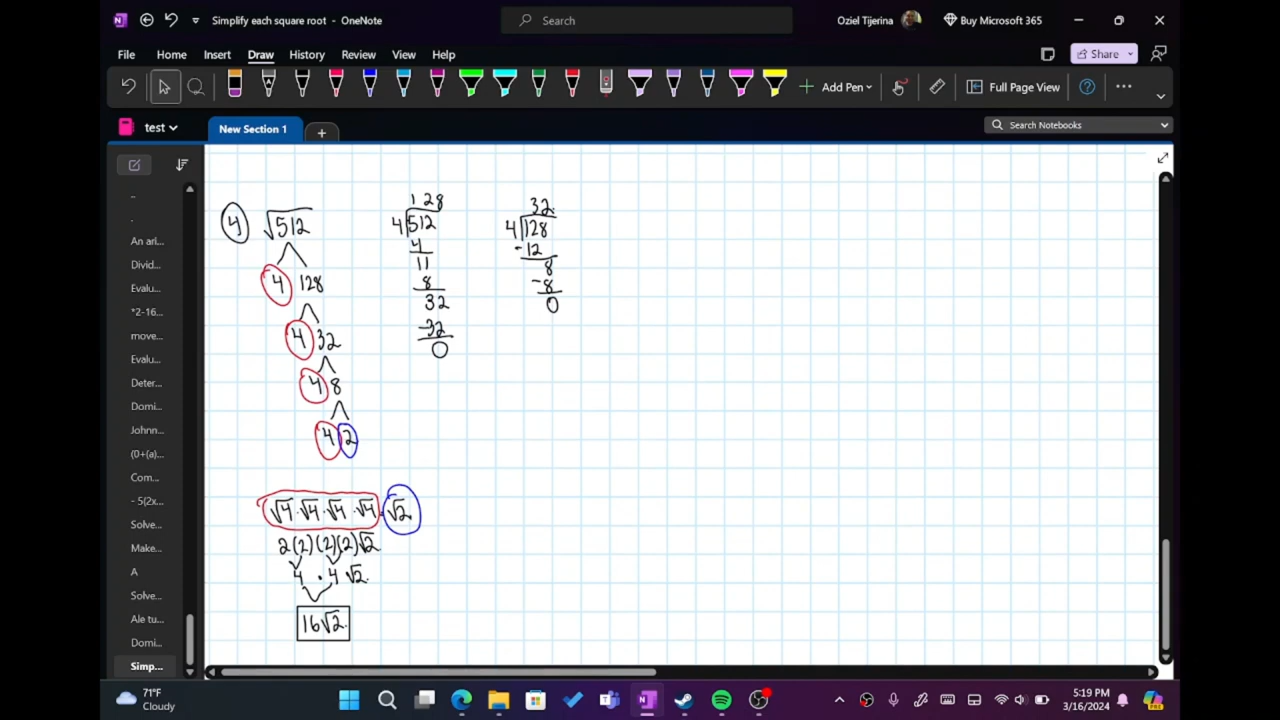 Simplify each square root - OneNote
Search
Oziel Tijerina
Buy Microsoft 365
File Home Insert Draw History Review View Help
Share
Add Pen
Full Page View
test
New Section 1
+
Search Notebooks
An ari...
Divid...
Evalu...
*2-16...
move...
Evalu...
Deter...
Domi...
Johnn...
(0+(a)...
Com...
- 5(2x...
Solve...
Make...
A
Solve...
Ale tu...
Domi...
Simp...
4 √512
4 128
4 32
4 8
4 2
√4 · √4 · √4 · √4 · √2
2(2)(2)(2)√2
4 · 4 √2
16√2
128
4 512
4
11
8
32
-32
0
32
4 128
-12
8
-8
0
71°F
Cloudy
5:19 PM
3/16/2024